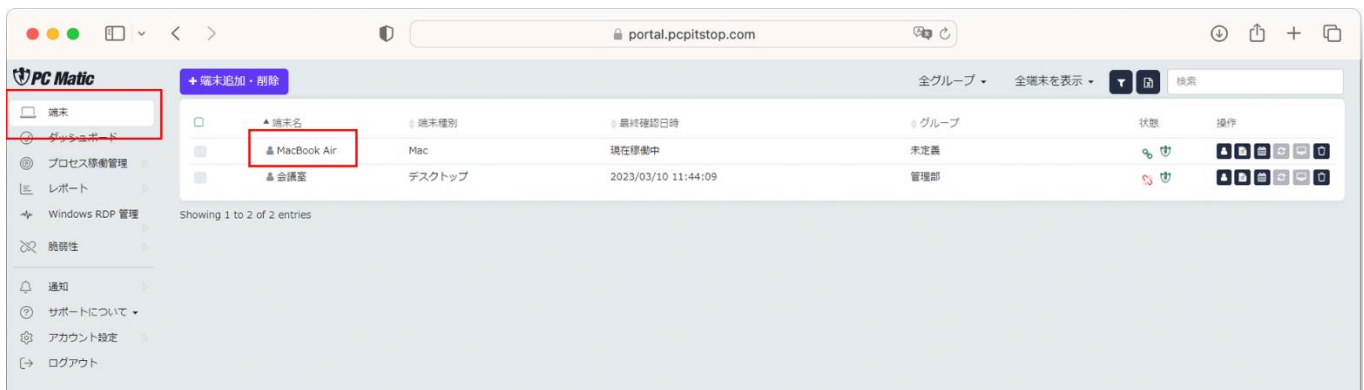 portal.pcpitstop.com
PC Matic
+ 端末追加・削除
全グループ
全端末を表示
検索
端末
ダッシュボード
プロセス稼働管理
レポート
Windows RDP 管理
脆弱性
通知
サポートについて
アカウント設定
ログアウト
端末名 端末種別 最終確認日時 グループ 状態 操作
MacBook Air Mac 現在稼働中 未定義
会議室 デスクトップ 2023/03/10 11:44:09 管理部
Showing 1 to 2 of 2 entries